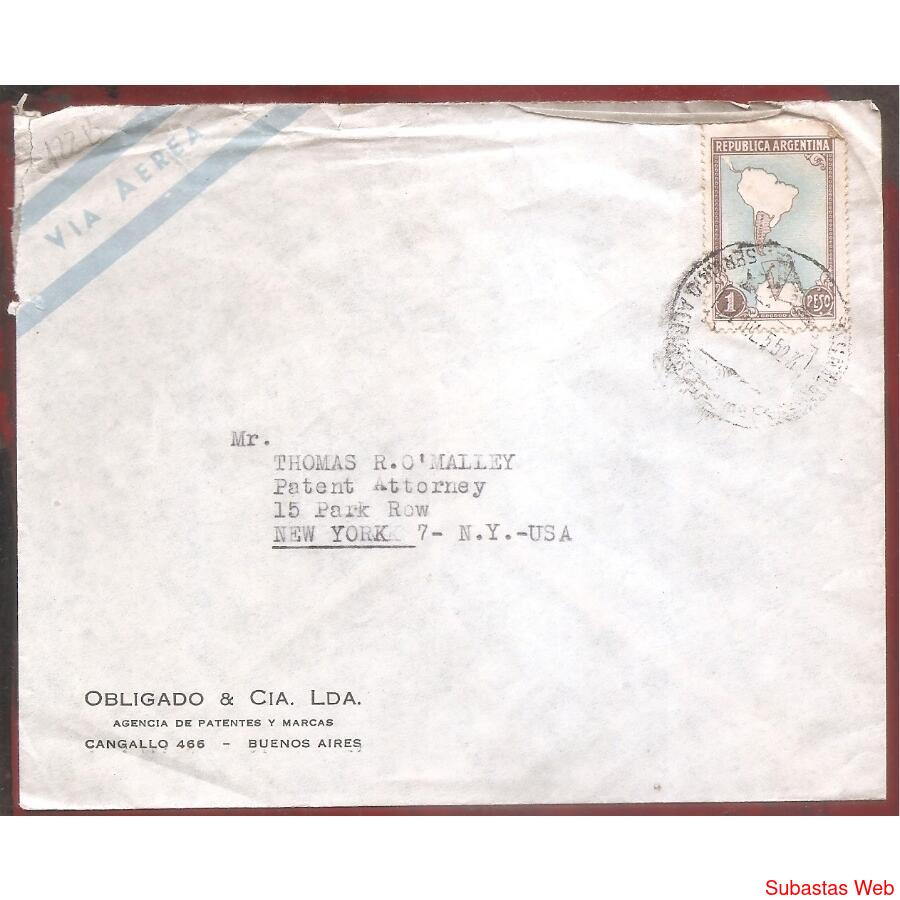 VIA AEREA
REPUBLICA ARGENTINA
1 PESO
SERVICIO
Mr.
THOMAS R.O'MALLEY
Patent Attorney
15 Park Row
NEW YORK 7- N.Y.-USA
OBLIGADO & CIA. LDA.
AGENCIA DE PATENTES Y MARCAS
CANGALLO 466 - BUENOS AIRES
Subastas Web